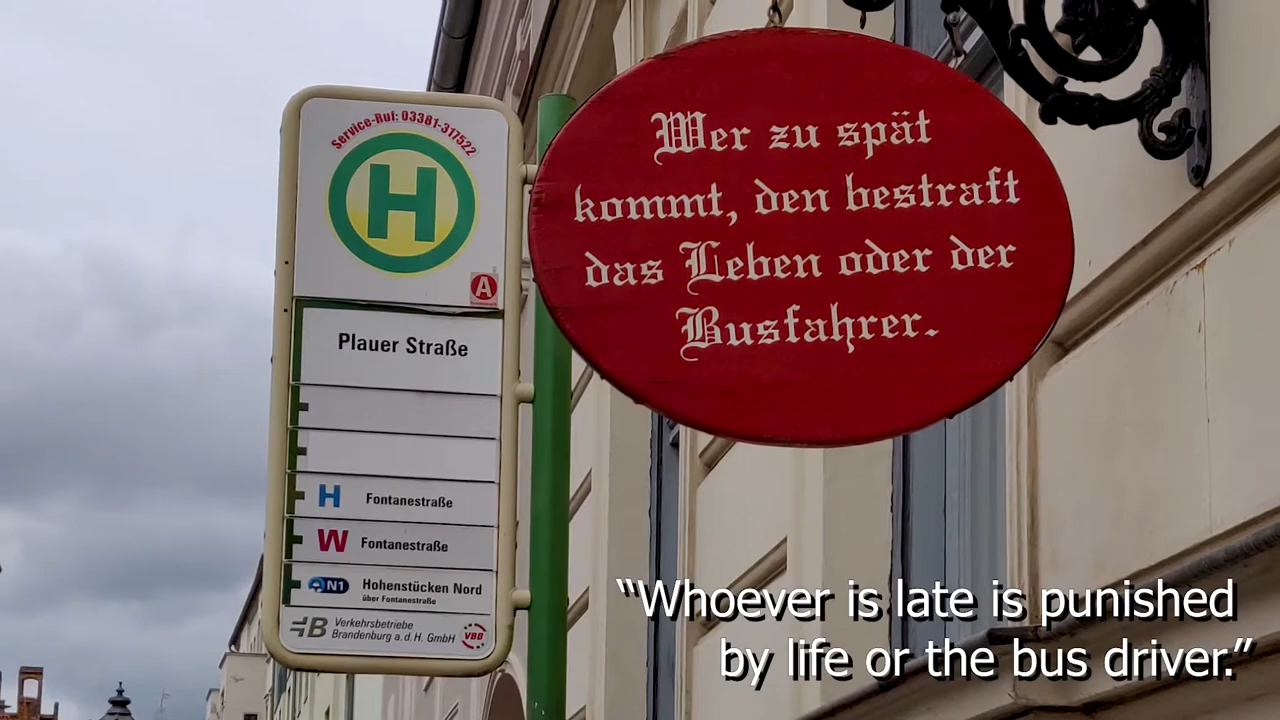 Service-Ruf: 03381-317522
H
A
Plauer Straße
H Fontanestraße
W Fontanestraße
N1 Hohenstücken Nord
über Fontanestraße
Verkehrsbetriebe
Brandenburg a. d. H. GmbH
VBB
Wer zu spät
kommt, den bestraft
das Leben oder der
Busfahrer.
“Whoever is late is punished
by life or the bus driver.”